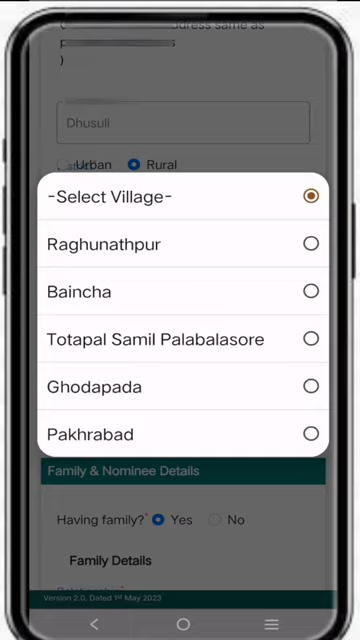 (
dress same as
s
)
Dhusuli
Urban Rural
-Select Village-
Raghunathpur
Baincha
Totapal Samil Palabalasore
Ghodapada
Pakhrabad
Family & Nominee Details
Having family?* Yes No
Family Details
Version 2.0, Dated 1st May 2023